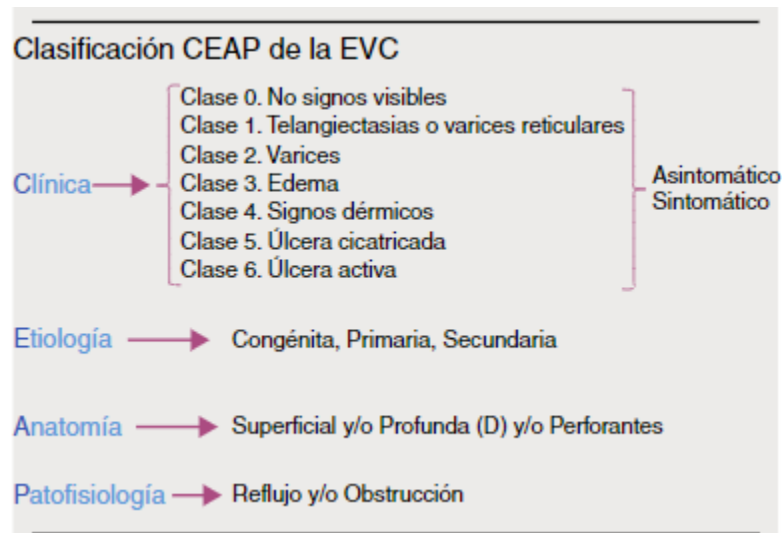 Clasificación CEAP de la EVC
Clase 0. No signos visibles
Clase 1. Telangiectasias o varices reticulares
Clase 2. Varices
Clínica
Clase 3. Edema
Clase 4. Signos dérmicos
Clase 5. Úlcera cicatricada
Clase 6. Úlcera activa
Asintomático
Sintomático
Etiología Congénita, Primaria, Secundaria
Anatomía Superficial y/o Profunda (D) y/o Perforantes
Patofisiología Reflujo y/o Obstrucción